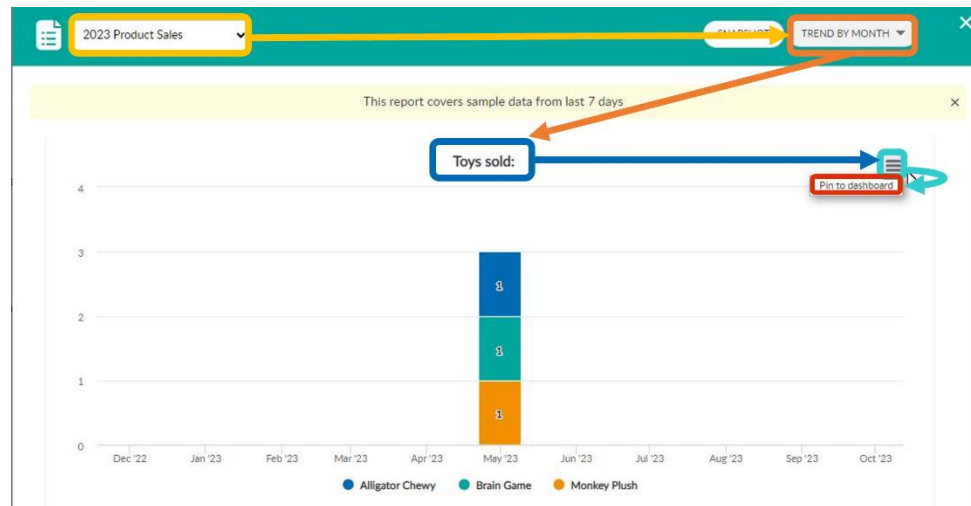 2023 Product Sales
SNAPSHOT
TREND BY MONTH
This report covers sample data from last 7 days
Toys sold:
Pin to dashboard
4
3
2
1
0
1
1
1
Dec '22 Jan '23 Feb '23 Mar '23 Apr '23 May '23 Jun '23 Jul '23 Aug '23 Sep '23 Oct '23
Alligator Chewy Brain Game Monkey Plush